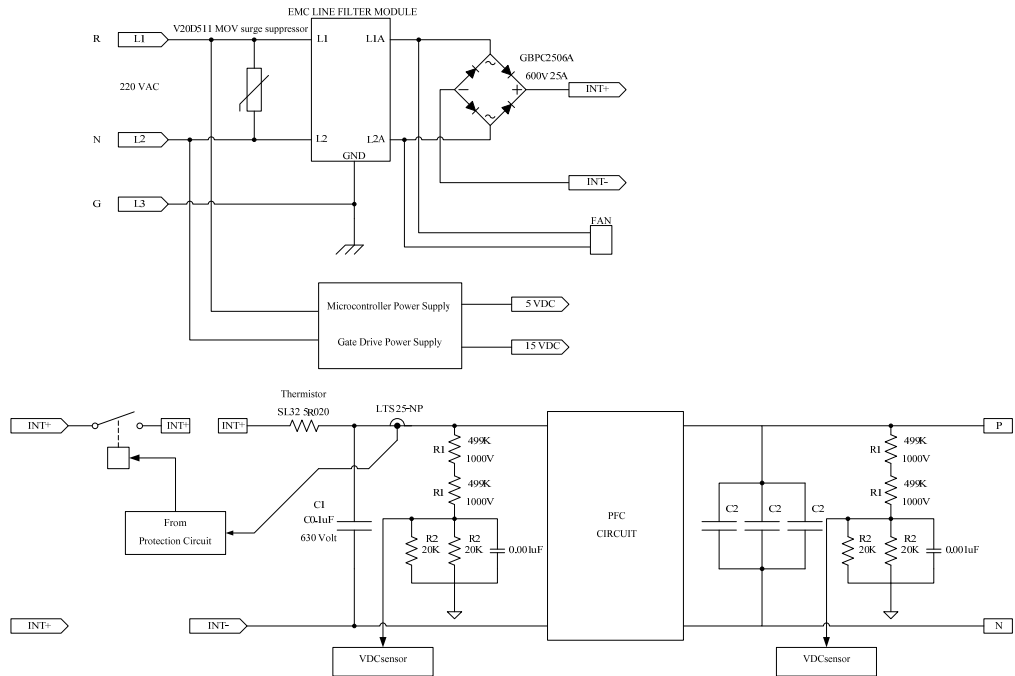 EMC LINE FILTER MODULE
V20D511 MOV surge suppressor
R
L1
L1
L1A
GBPC2506A
600V 25A
220 VAC
INT+
N
L2
L2
L2A
GND
INT-
G
L3
FAN
Microcontroller Power Supply
5 VDC
Gate Drive Power Supply
15 VDC
Thermistor
SL32 5R020
LTS25-NP
INT+
INT+
INT+
P
R1
499K
1000V
R1
499K
1000V
R1
499K
1000V
R1
499K
1000V
From
Protection Circuit
C1
C0.1uF
630 Volt
PFC
CIRCUIT
C2
C2
C2
R2
20K
R2
20K
0.001uF
R2
20K
R2
20K
0.001uF
INT+
INT-
N
VDCsensor
VDCsensor